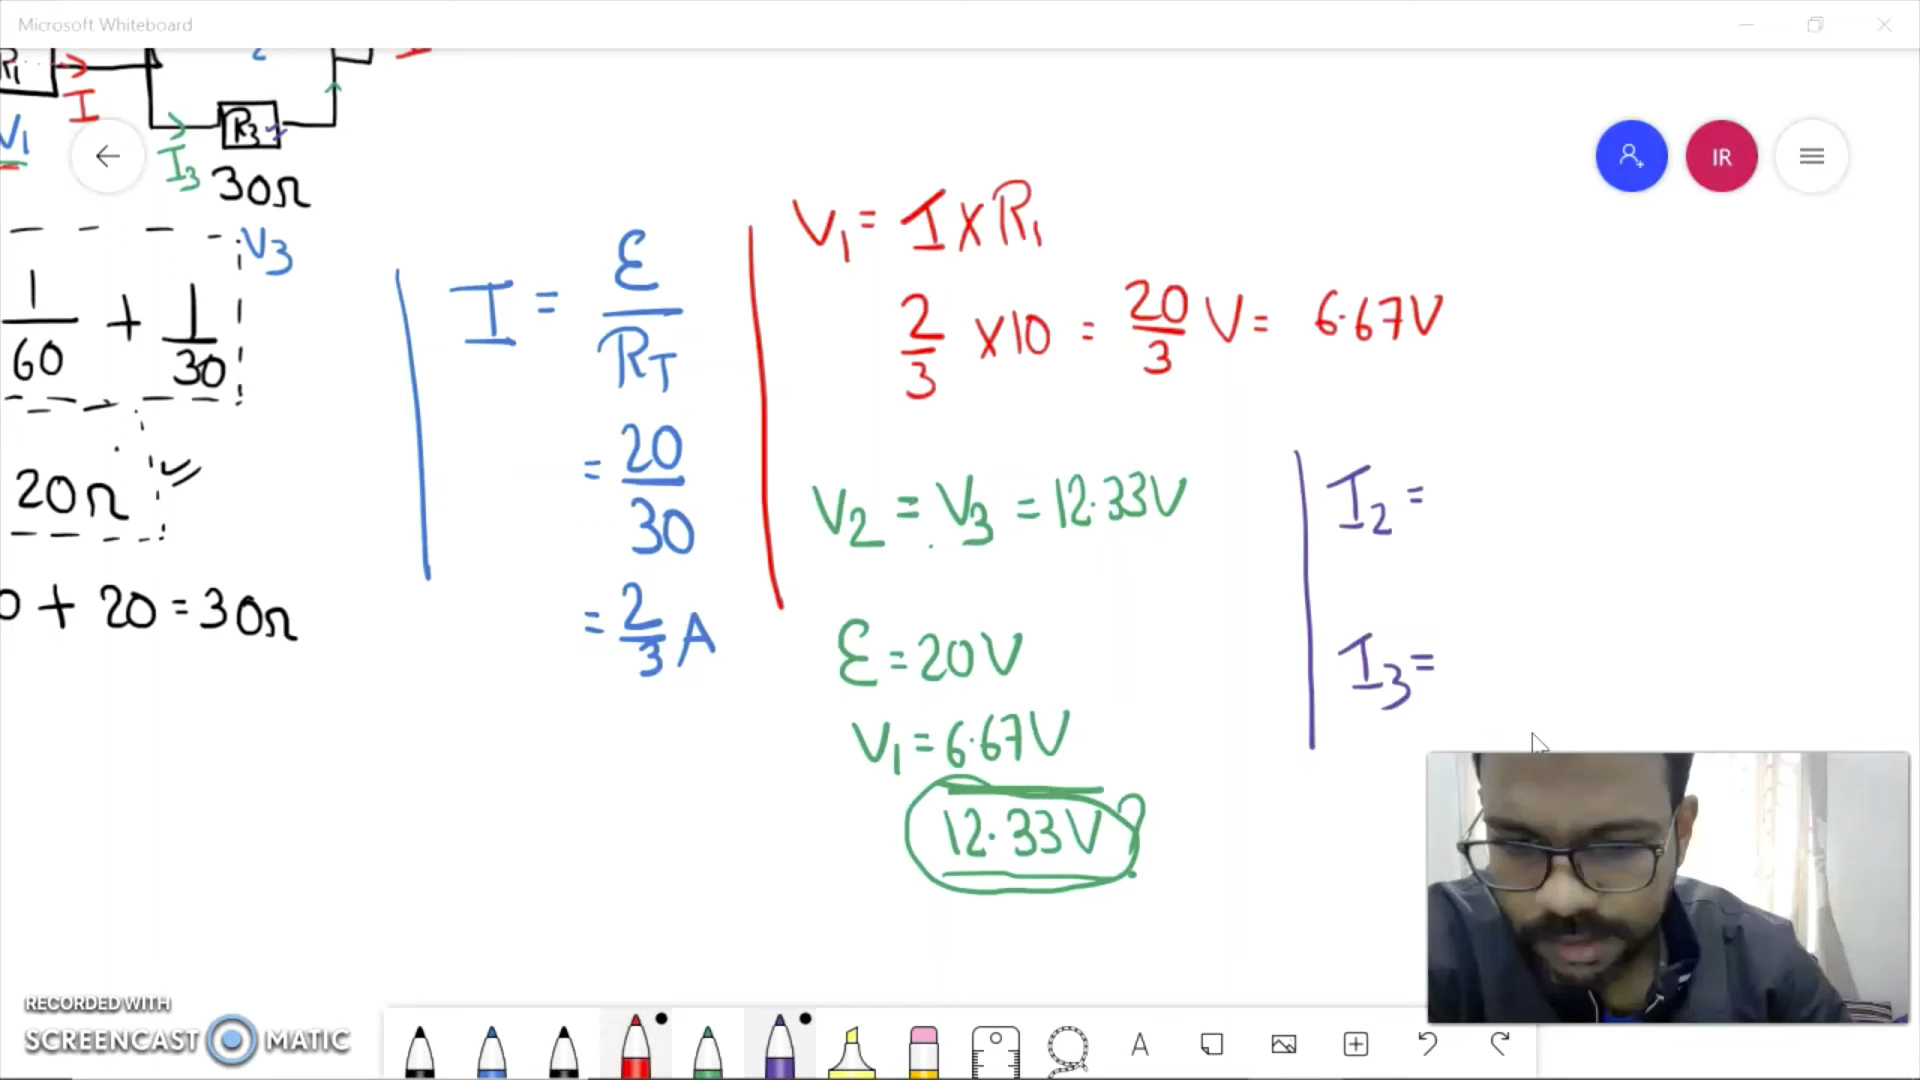 Microsoft Whiteboard
R1
2
I
I
R3
V1
I3
30Ω
IR
V3
1/60 + 1/30
20Ω
0 + 20 = 30Ω
I = Ɛ/RT
= 20/30
= 2/3 A
V1 = I X R1
2/3 X 10 = 20/3 V = 6.67V
V2 = V3 = 12.33V
Ɛ = 20V
V1 = 6.67V
12.33V
I2 =
I3 =
RECORDED WITH
SCREENCAST MATIC
A